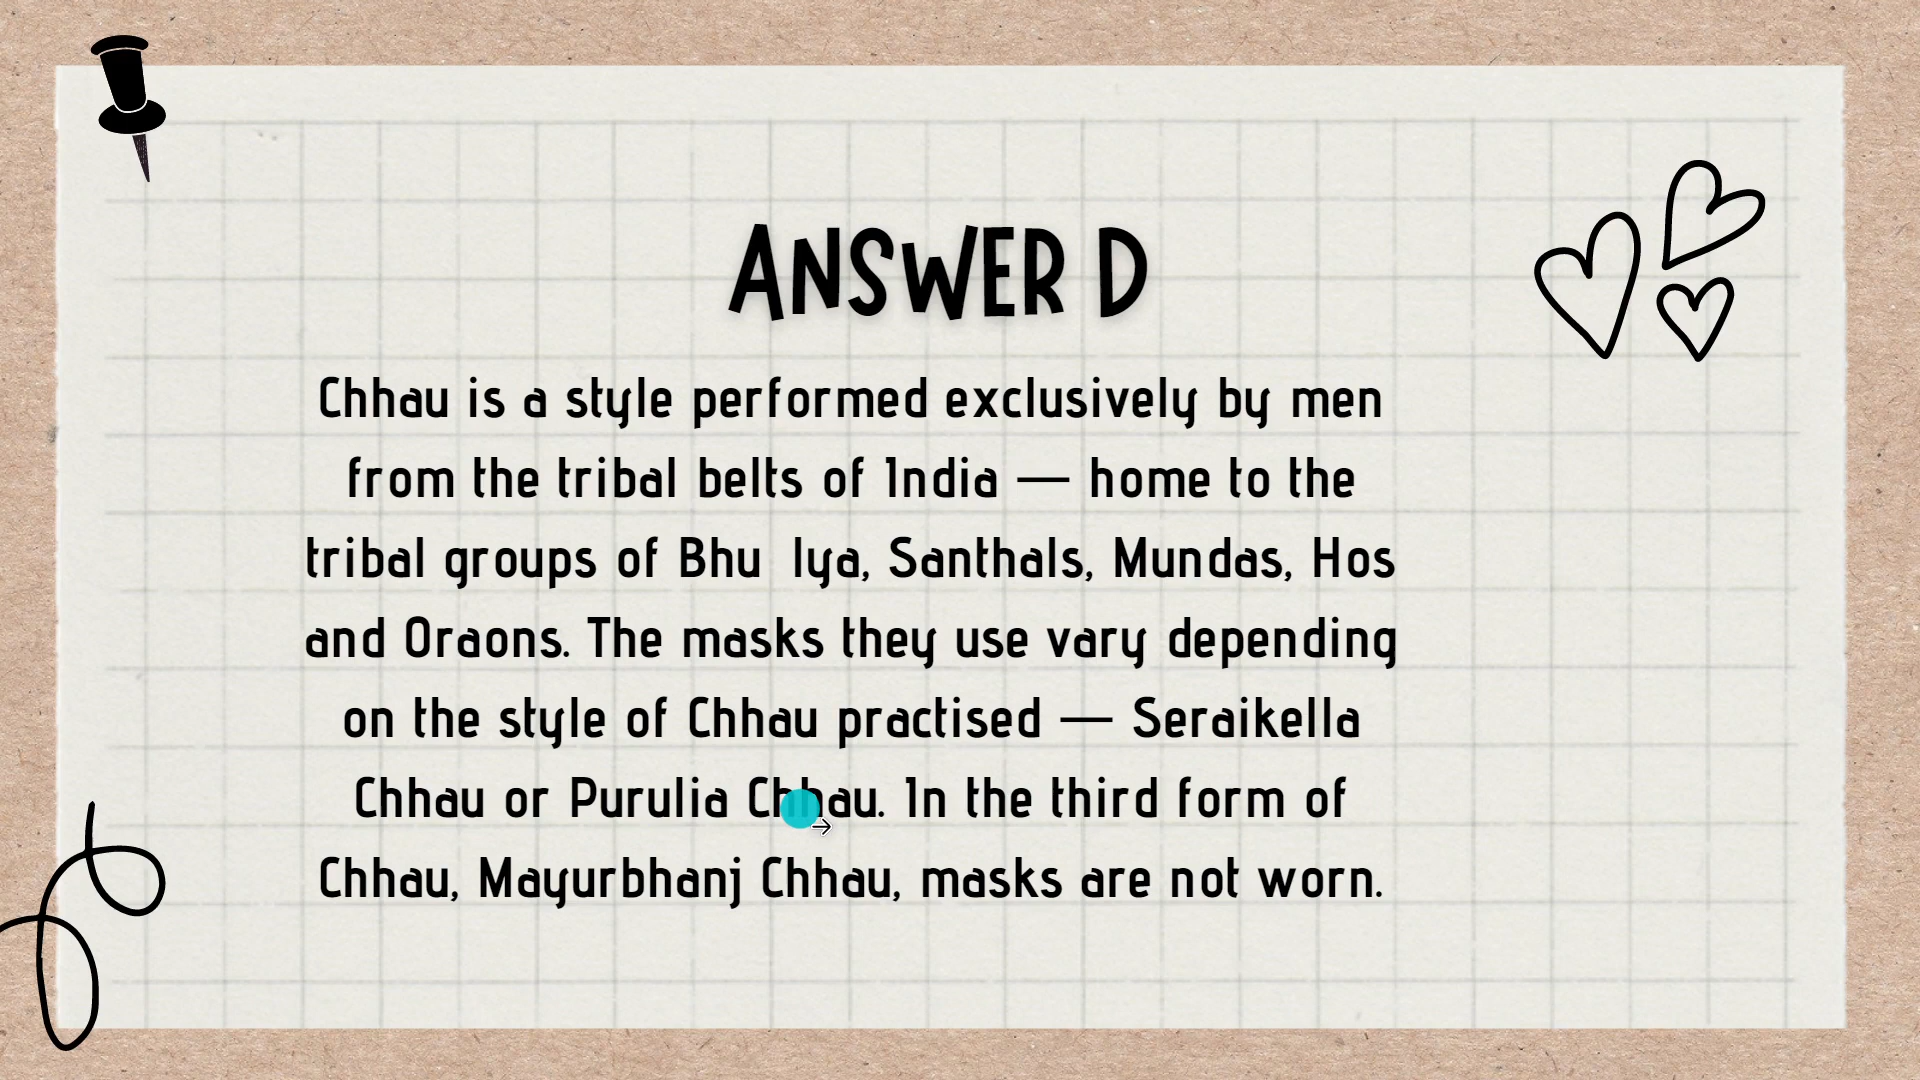 ANSWER D
Chhau is a style performed exclusively by men
from the tribal belts of India — home to the
tribal groups of Bhu Iya, Santhals, Mundas, Hos
and Oraons. The masks they use vary depending
on the style of Chhau practised — Seraikella
Chhau or Purulia Chhau. In the third form of
Chhau, Mayurbhanj Chhau, masks are not worn.